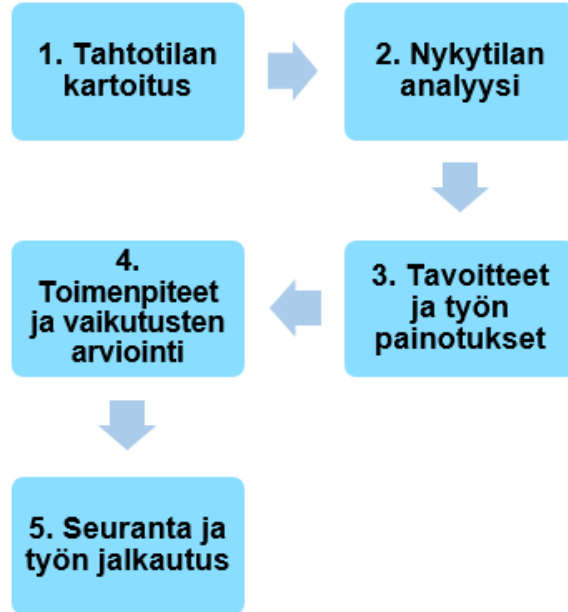 1. Tahtotilan
kartoitus
2. Nykytilan
analyysi
3. Tavoitteet
ja työn
painotukset
4.
Toimenpiteet
ja vaikutusten
arviointi
5. Seuranta ja
työn jalkautus